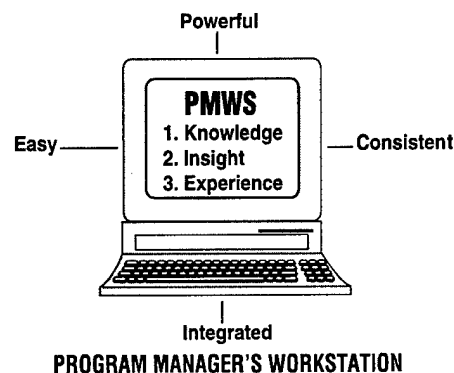 Powerful
PMWS
1. Knowledge
2. Insight
3. Experience
Easy
Consistent
Integrated
PROGRAM MANAGER'S WORKSTATION